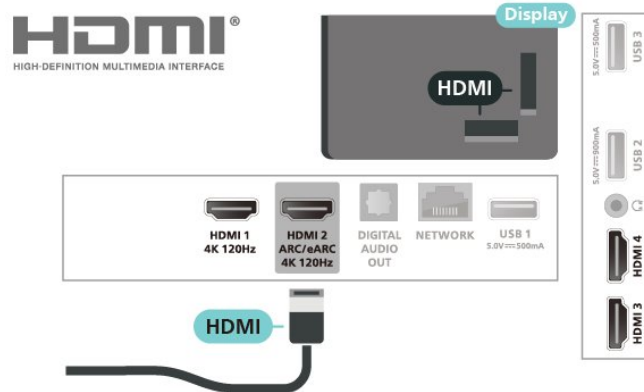 HDMI®
HIGH-DEFINITION MULTIMEDIA INTERFACE
Display
HDMI
HDMI 1
4K 120Hz
HDMI 2
ARC/eARC
4K 120Hz
DIGITAL
AUDIO
OUT
NETWORK
USB 1
5.0V⎓500mA
HDMI
5.0V⎓500mA
USB 3
5.0V⎓900mA
USB 2
HDMI 4
HDMI 3